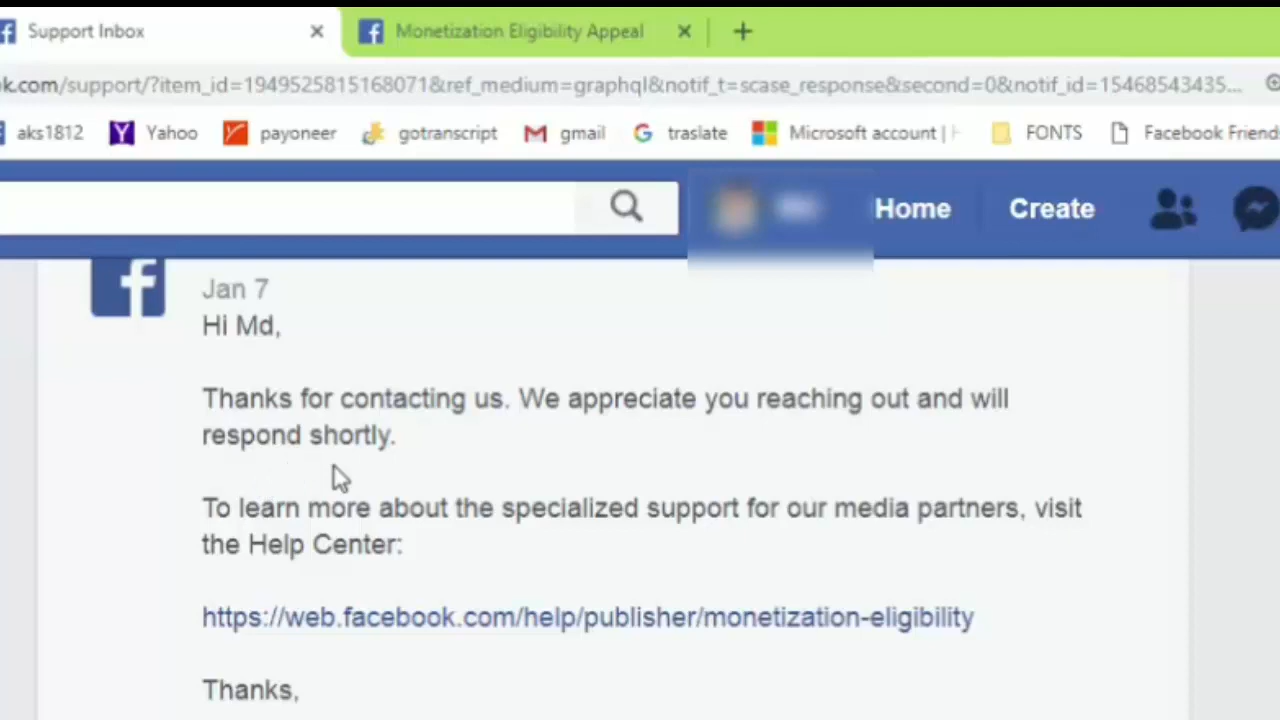 Support Inbox
Monetization Eligibility Appeal
k.com/support/?item_id=1949525815168071&ref_medium=graphql&notif_t=scase_response&second=0&notif_id=15468543435...
aks1812
Yahoo
payoneer
gotranscript
gmail
traslate
Microsoft account |
FONTS
Facebook Friend
Home
Create
Jan 7
Hi Md,
Thanks for contacting us. We appreciate you reaching out and will
respond shortly.
To learn more about the specialized support for our media partners, visit
the Help Center:
https://web.facebook.com/help/publisher/monetization-eligibility
Thanks,